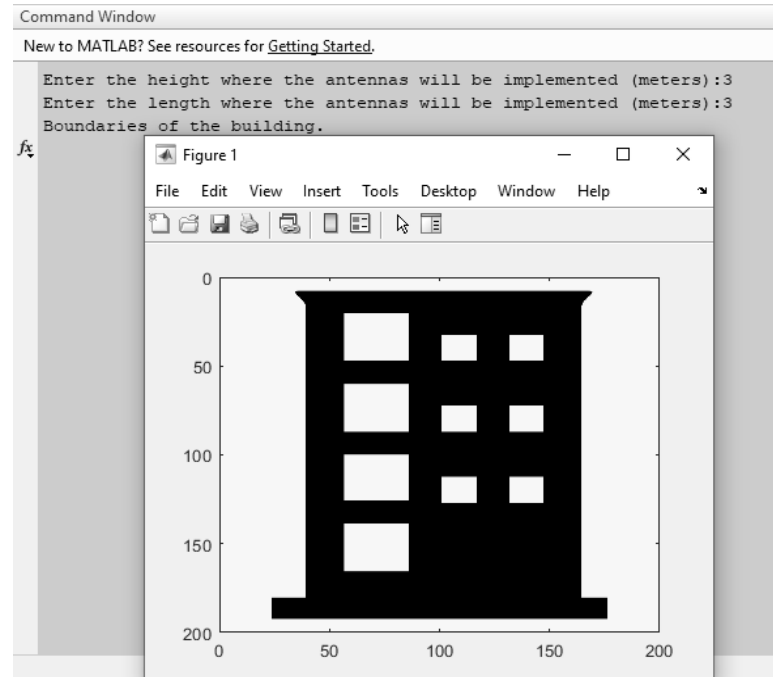 Command Window
New to MATLAB? See resources for Getting Started.
Enter the height where the antennas will be implemented (meters):3
Enter the length where the antennas will be implemented (meters):3
Boundaries of the building.
fx
Figure 1
File Edit View Insert Tools Desktop Window Help
0
50
100
150
200
0 50 100 150 200